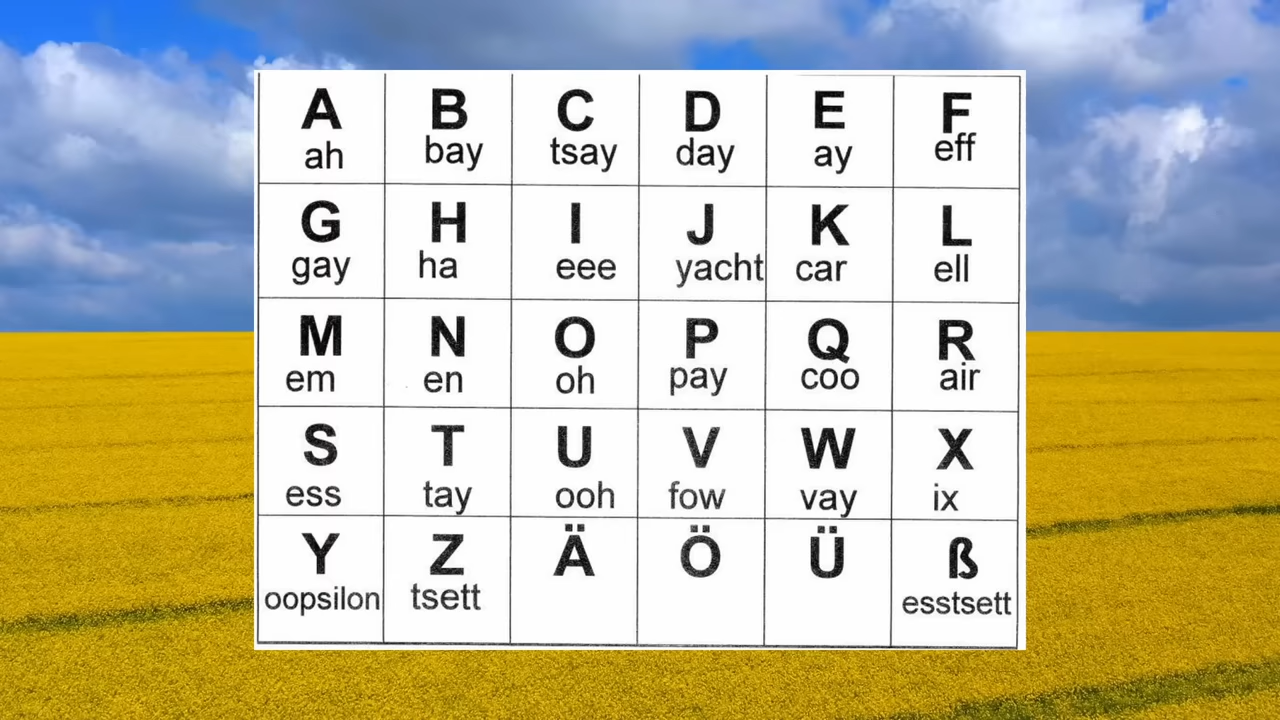 A B C D E F
ah bay tsay day ay eff
G H I J K L
gay ha eee yacht car ell
M N O P Q R
em en oh pay coo air
S T U V W X
ess tay ooh fow vay ix
Y Z Ä Ö Ü ß
oopsilon tsett esstsett